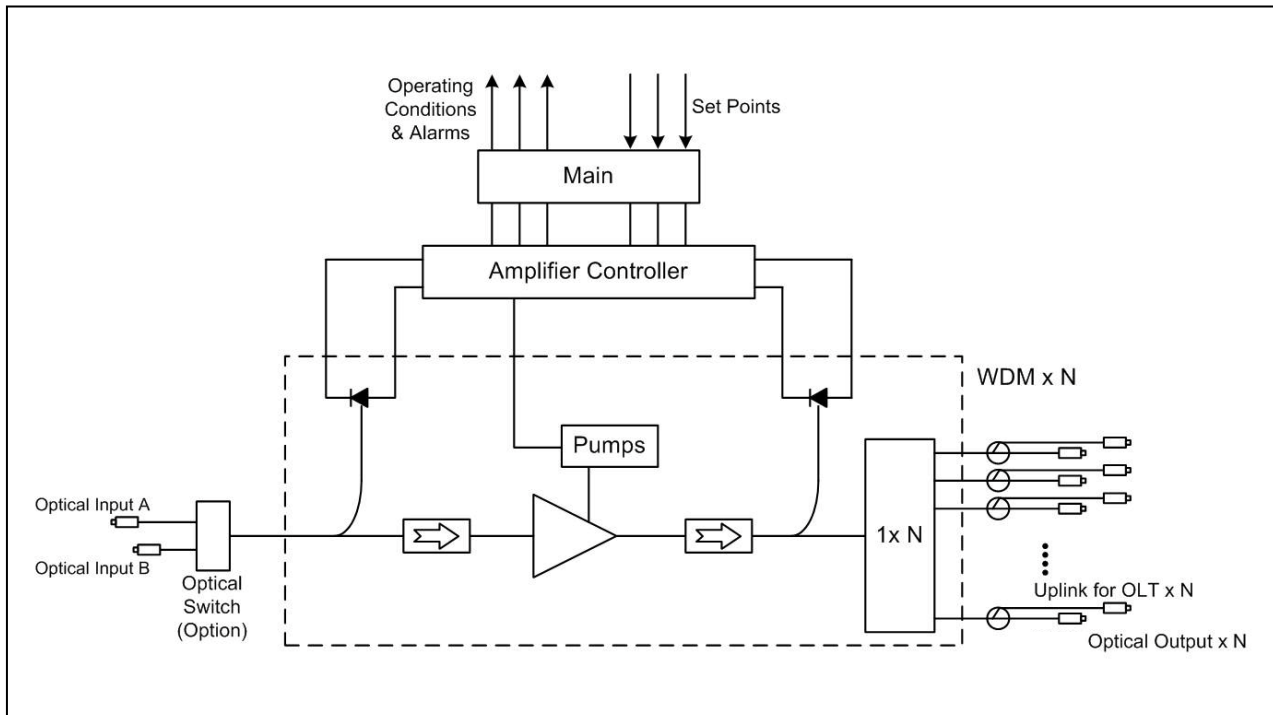 Operating
Conditions
& Alarms
Set Points
Main
Amplifier Controller
WDM x N
Pumps
Optical Input A
Optical Input B
Optical
Switch
(Option)
1x N
Uplink for OLT x N
Optical Output x N